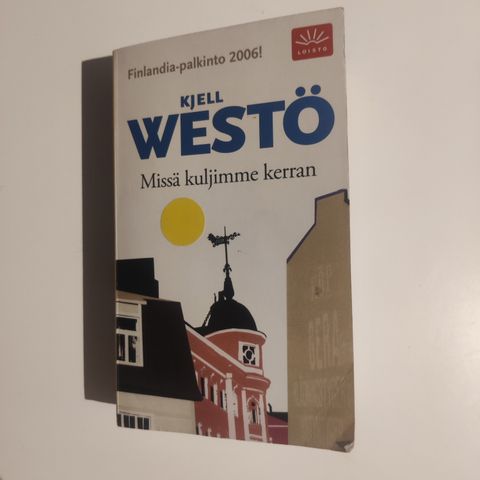 Finlandia-palkinto 2006!
LOISTO
KJELL
WESTÖ
Missä kuljimme kerran